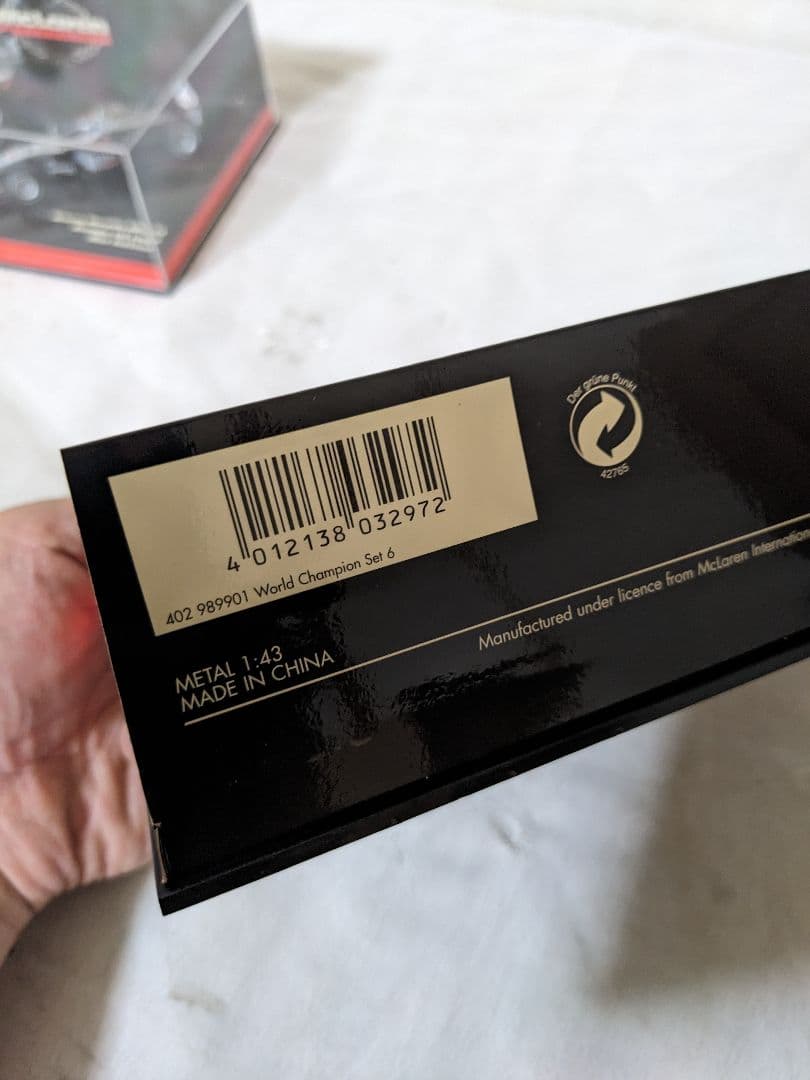 4 012138 032972
402 989901 World Champion Set 6
Der grüne Punkt
42765
METAL 1:43
MADE IN CHINA
Manufactured under licence from McLaren